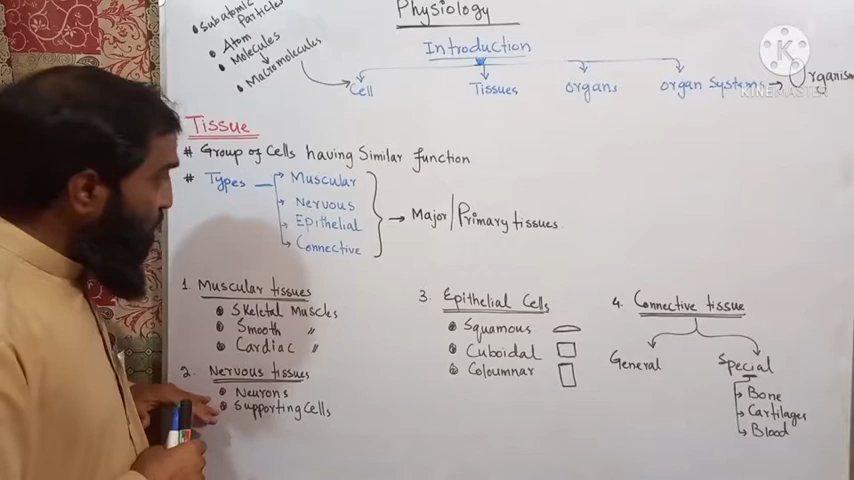 Physiology
• Subatomic Particles
• Atom
• Molecules
• Macromolecules
Introduction
Cell Tissues organs organ Systems → Organism
KINEMASTER
Tissue
# Group of Cells having Similar function
# Types
Muscular
Nervous
Epithelial
Connective
→ Major/Primary tissues
1. Muscular tissues
Skeletal Muscles
Smooth "
Cardiac "
2. Nervous tissues
Neurons
Supporting Cells
3. Epithelial Cells
Squamous
Cuboidal
Coloumnar
4. Connective tissue
General
Special
Bone
Cartilages
Blood